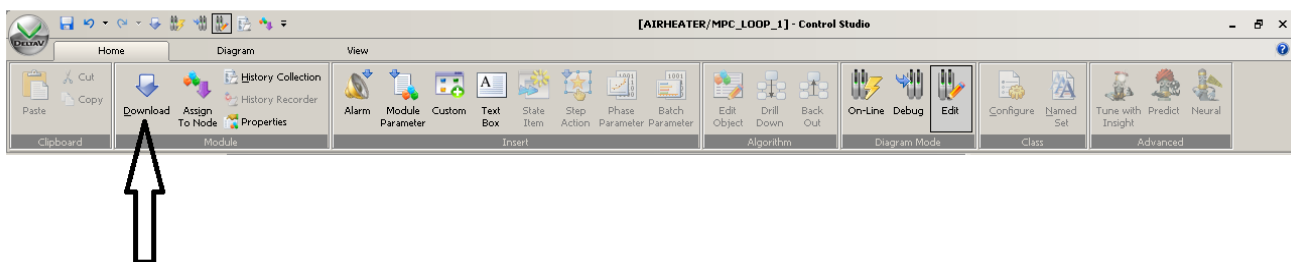 [AIRHEATER/MPC_LOOP_1] - Control Studio
DELTAV
Home Diagram View
Paste
Cut
Copy
Clipboard
Download
Assign
To Node
History Collection
History Recorder
Properties
Module
Alarm
Module
Parameter
Custom
Text
Box
State
Item
Step
Action
Phase
Parameter
Batch
Parameter
Insert
Edit
Object
Drill
Down
Back
Out
Algorithm
On-Line
Debug
Edit
Diagram Mode
Configure
Named
Set
Class
Tune with
Insight
Predict
Neural
Advanced